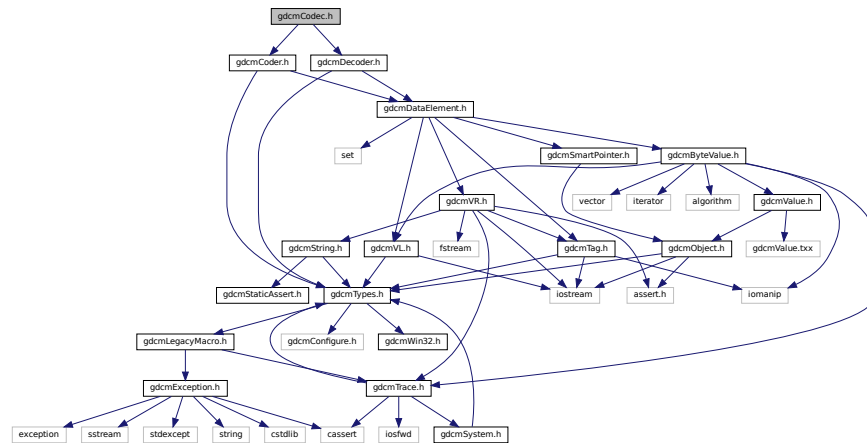 gdcmCodec.h
gdcmCoder.h
gdcmDecoder.h
gdcmDataElement.h
set
gdcmSmartPointer.h
gdcmByteValue.h
gdcmVR.h
vector
iterator
algorithm
gdcmValue.h
gdcmString.h
gdcmVL.h
fstream
gdcmTag.h
gdcmObject.h
gdcmValue.txx
gdcmStaticAssert.h
gdcmTypes.h
iostream
assert.h
iomanip
gdcmLegacyMacro.h
gdcmConfigure.h
gdcmWin32.h
gdcmException.h
gdcmTrace.h
exception
sstream
stdexcept
string
cstdlib
cassert
iosfwd
gdcmSystem.h